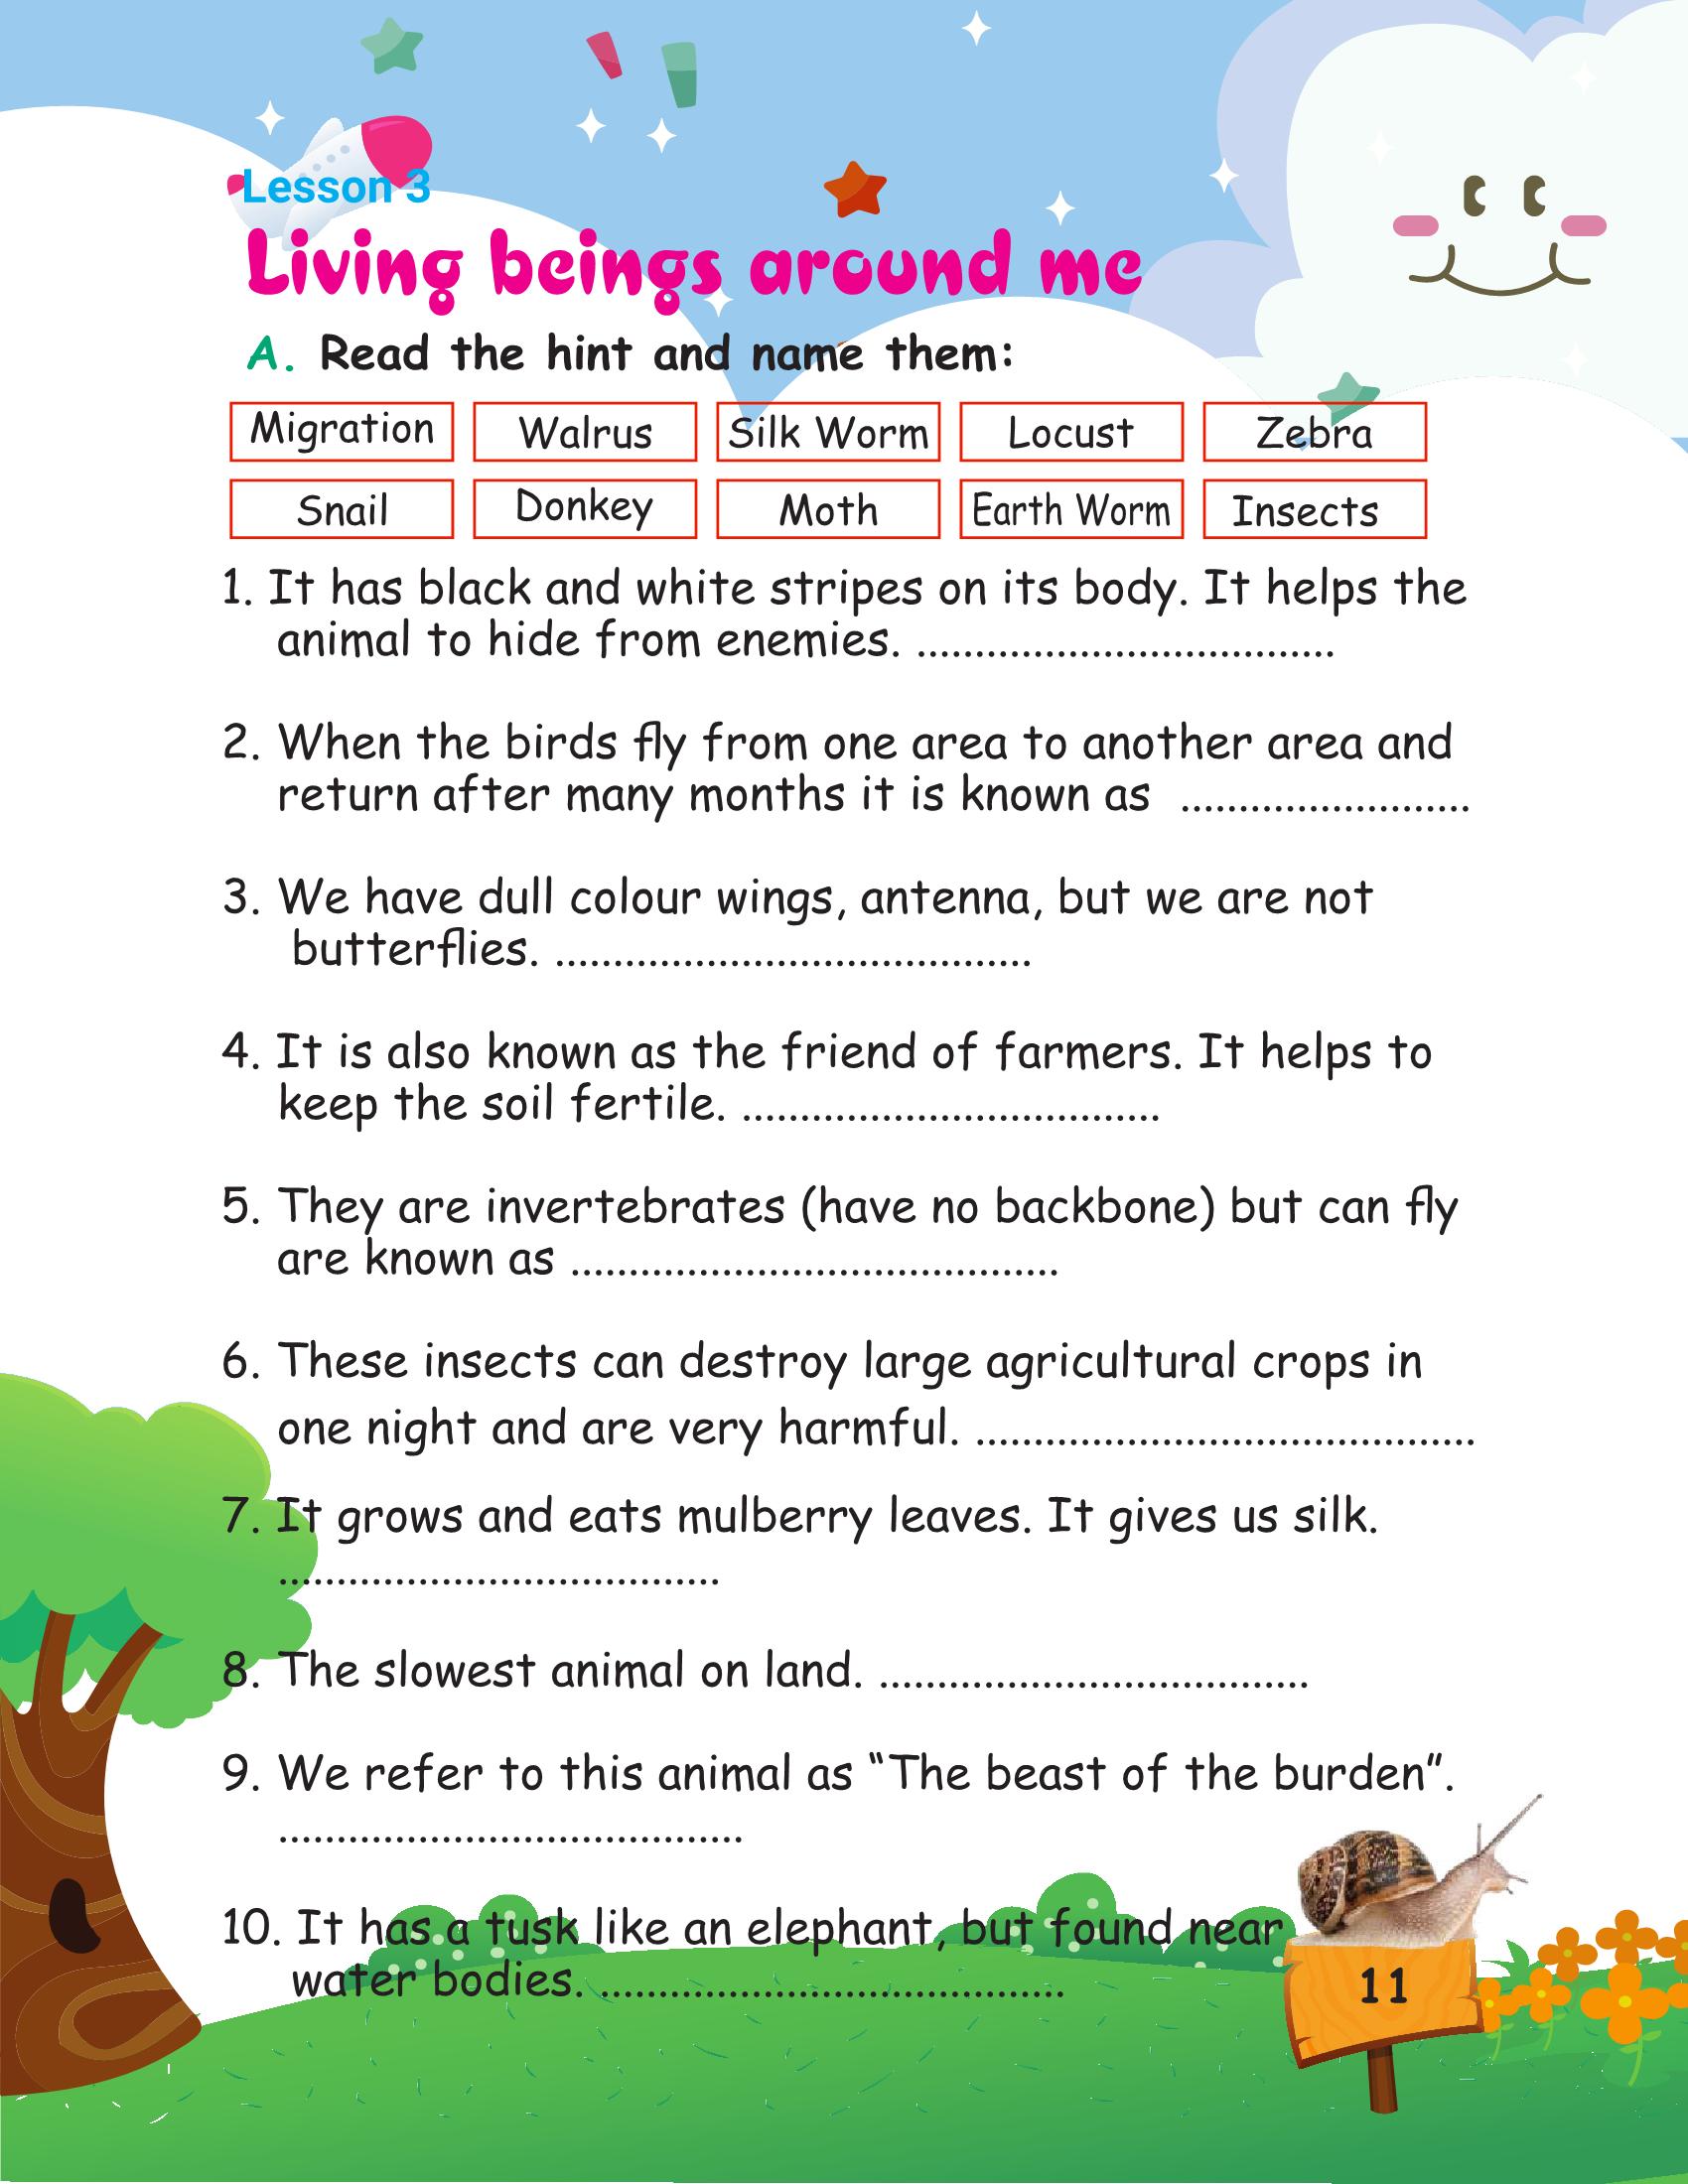 Lesson 3
Living beings around me
A. Read the hint and name them:
Migration Walrus Silk Worm Locust Zebra
Snail Donkey Moth Earth Worm Insects
1. It has black and white stripes on its body. It helps the
animal to hide from enemies. ....................................
2. When the birds fly from one area to another area and
return after many months it is known as .........................
3. We have dull colour wings, antenna, but we are not
butterflies. .........................................
4. It is also known as the friend of farmers. It helps to
keep the soil fertile. ....................................
5. They are invertebrates (have no backbone) but can fly
are known as ..........................................
6. These insects can destroy large agricultural crops in
one night and are very harmful. ...........................................
7. It grows and eats mulberry leaves. It gives us silk.
......................................
8. The slowest animal on land. .....................................
9. We refer to this animal as “The beast of the burden”.
........................................
10. It has a tusk like an elephant, but found near
water bodies. ........................................
11